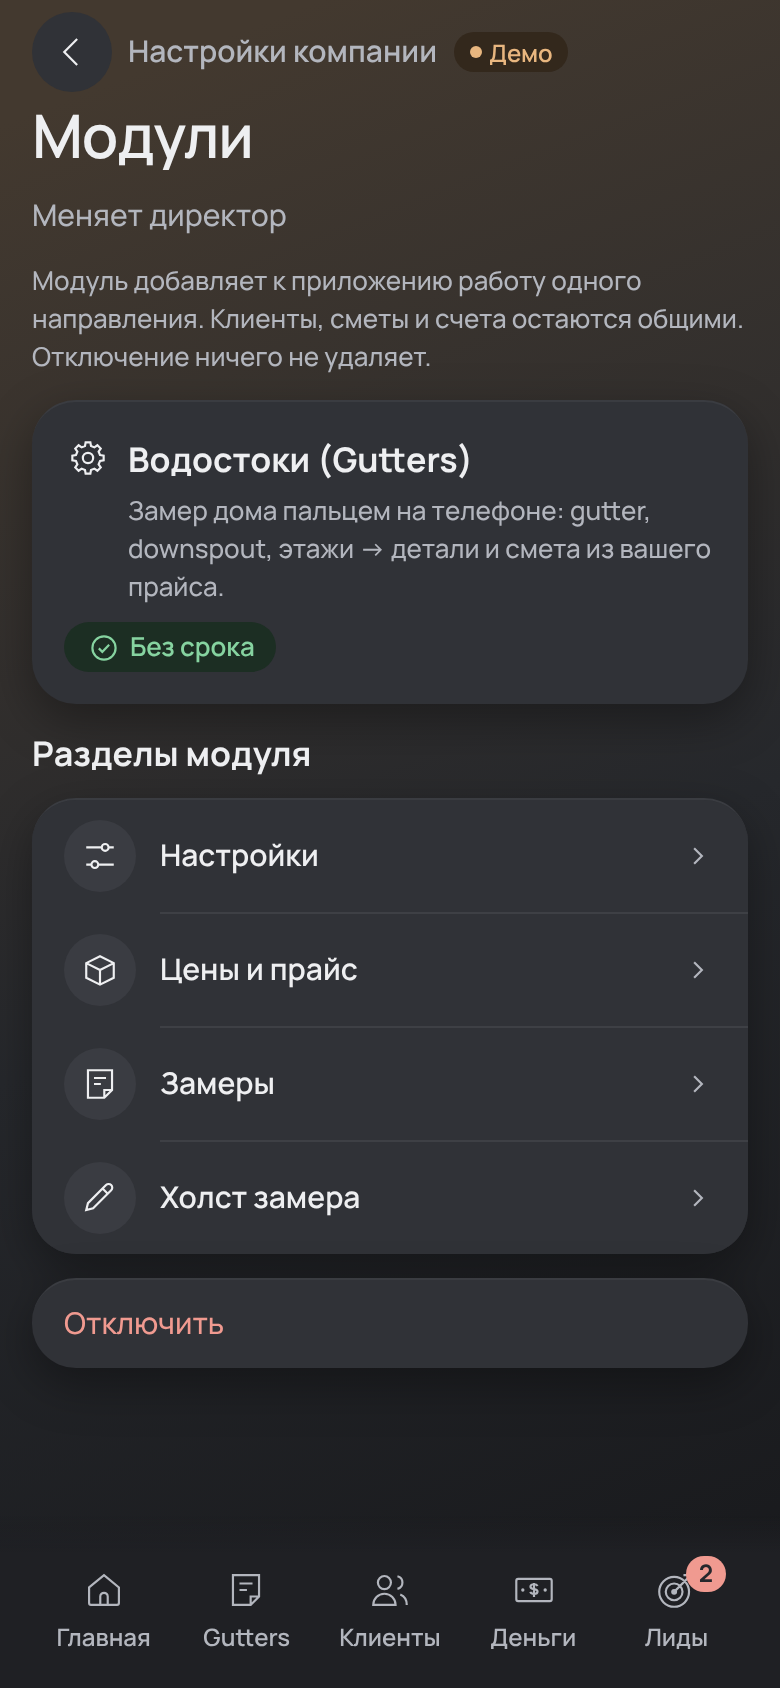 Настройки компании
Демо
Модули
Меняет директор
Модуль добавляет к приложению работу одного
направления. Клиенты, сметы и счета остаются общими.
Отключение ничего не удаляет.
Водостоки (Gutters)
Замер дома пальцем на телефоне: gutter,
downspout, этажи → детали и смета из вашего
прайса.
Без срока
Разделы модуля
Настройки
Цены и прайс
Замеры
Холст замера
Отключить
2
Главная
Gutters
Клиенты
Деньги
Лиды